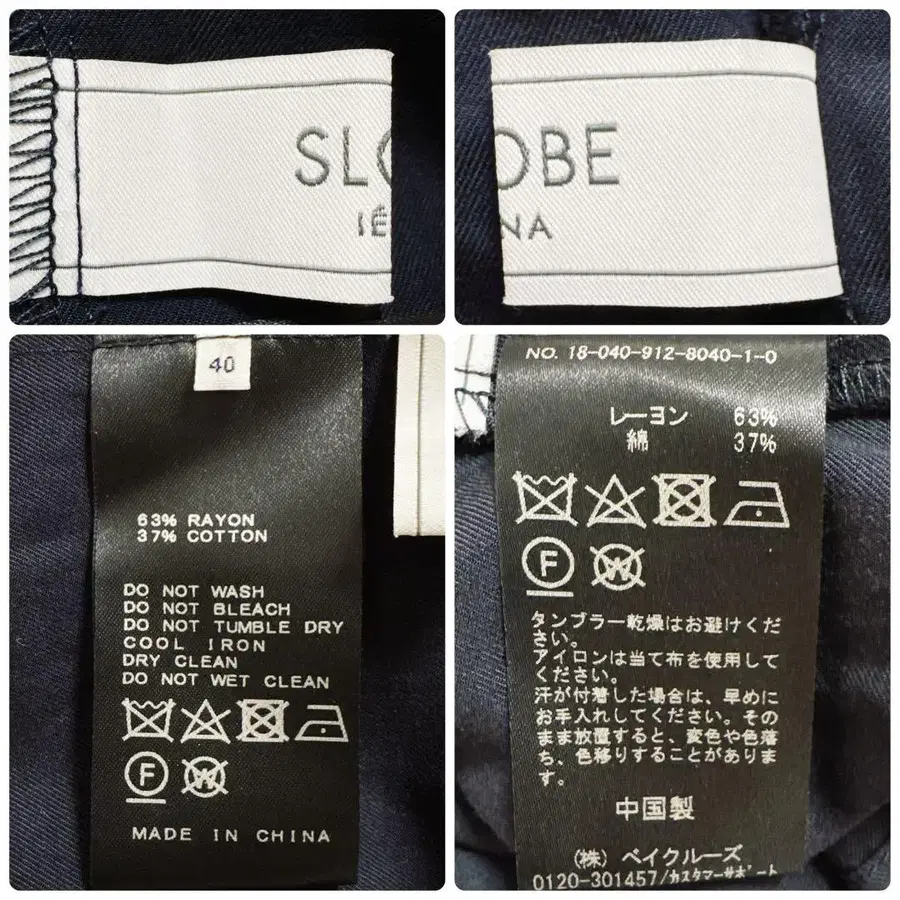 SLO
IÉ
OBE
NA
40
63% RAYON
37% COTTON
DO NOT WASH
DO NOT BLEACH
DO NOT TUMBLE DRY
COOL IRON
DRY CLEAN
DO NOT WET CLEAN
F
W
MADE IN CHINA
NO. 18-040-912-8040-1-0
レーヨン 63%
綿 37%
F
W
タンブラー乾燥はお避けくだ
さい。
アイロンは当て布を使用して
ください。
汗が付着した場合は、早めに
お手入れしてください。その
まま放置すると、変色や色落
ち、色移りすることがありま
す。
中国製
(株) ベイクルーズ
0120-301457/カスタマーサポート